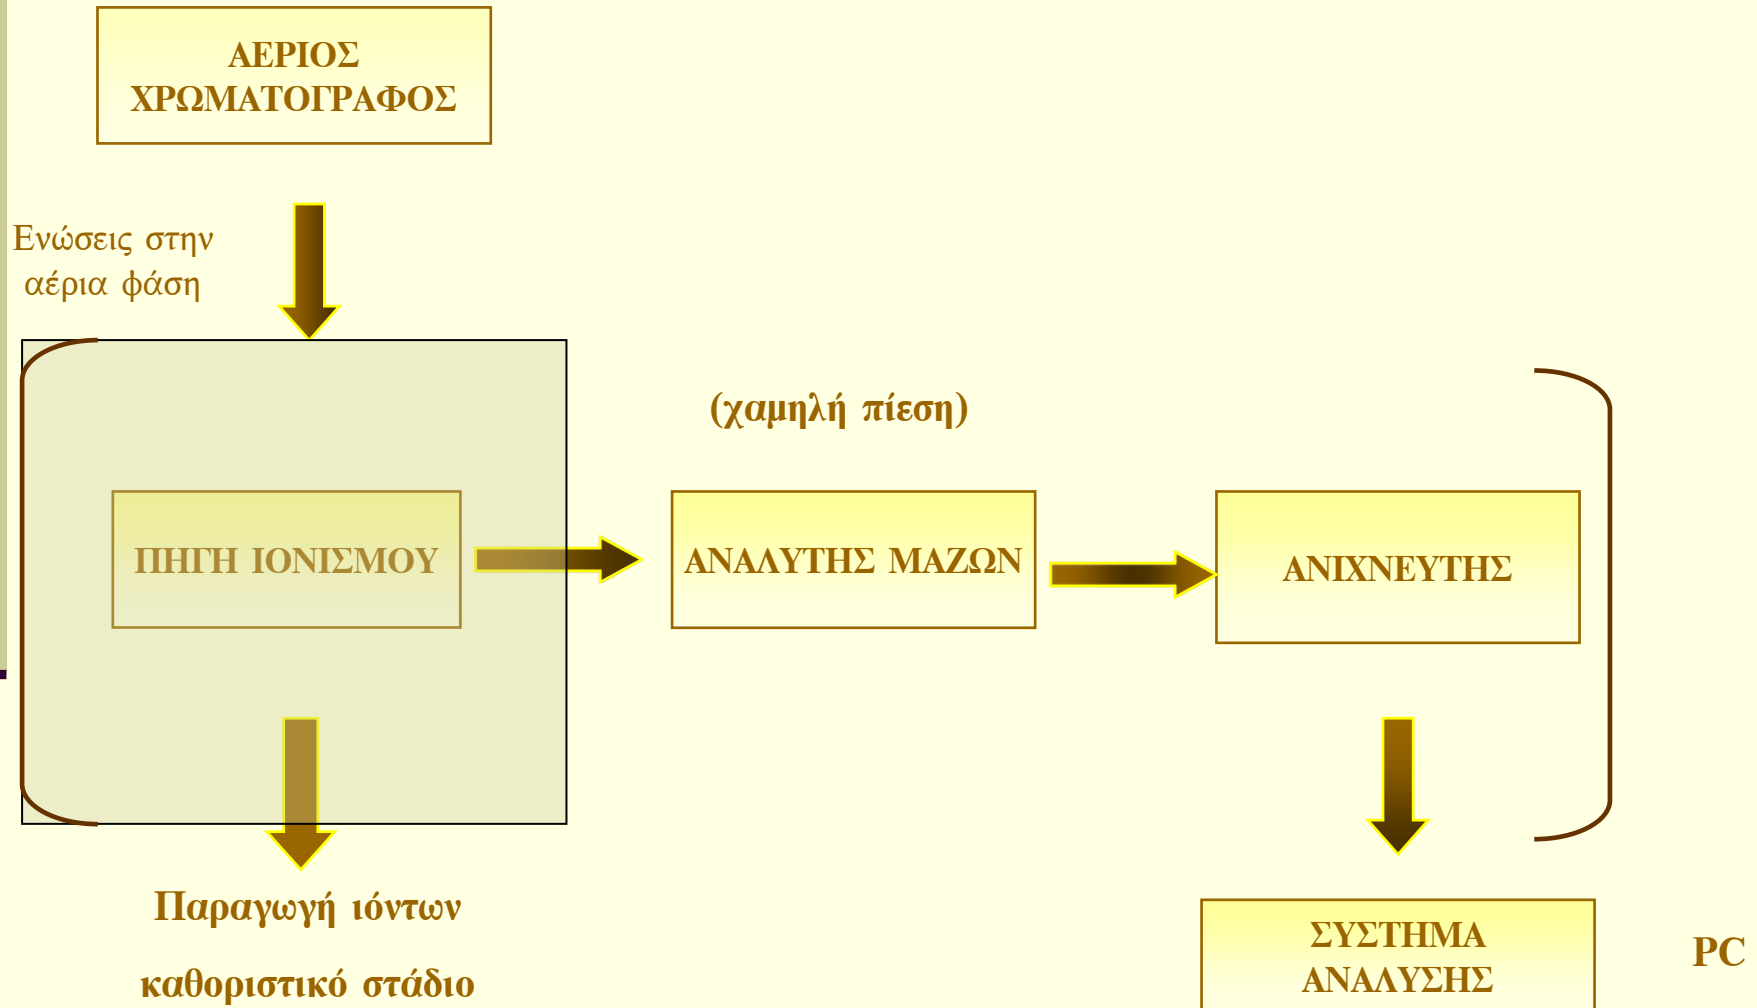 ΑΕΡΙΟΣ
ΧΡΩΜΑΤΟΓΡΑΦΟΣ
Ενώσεις στην
αέρια φάση
(χαμηλή πίεση)
ΠΗΓΗ ΙΟΝΙΣΜΟΥ
ΑΝΑΛΥΤΗΣ ΜΑΖΩΝ
ΑΝΙΧΝΕΥΤΗΣ
Παραγωγή ιόντων
καθοριστικό στάδιο
ΣΥΣΤΗΜΑ
ΑΝΑΛΥΣΗΣ
PC